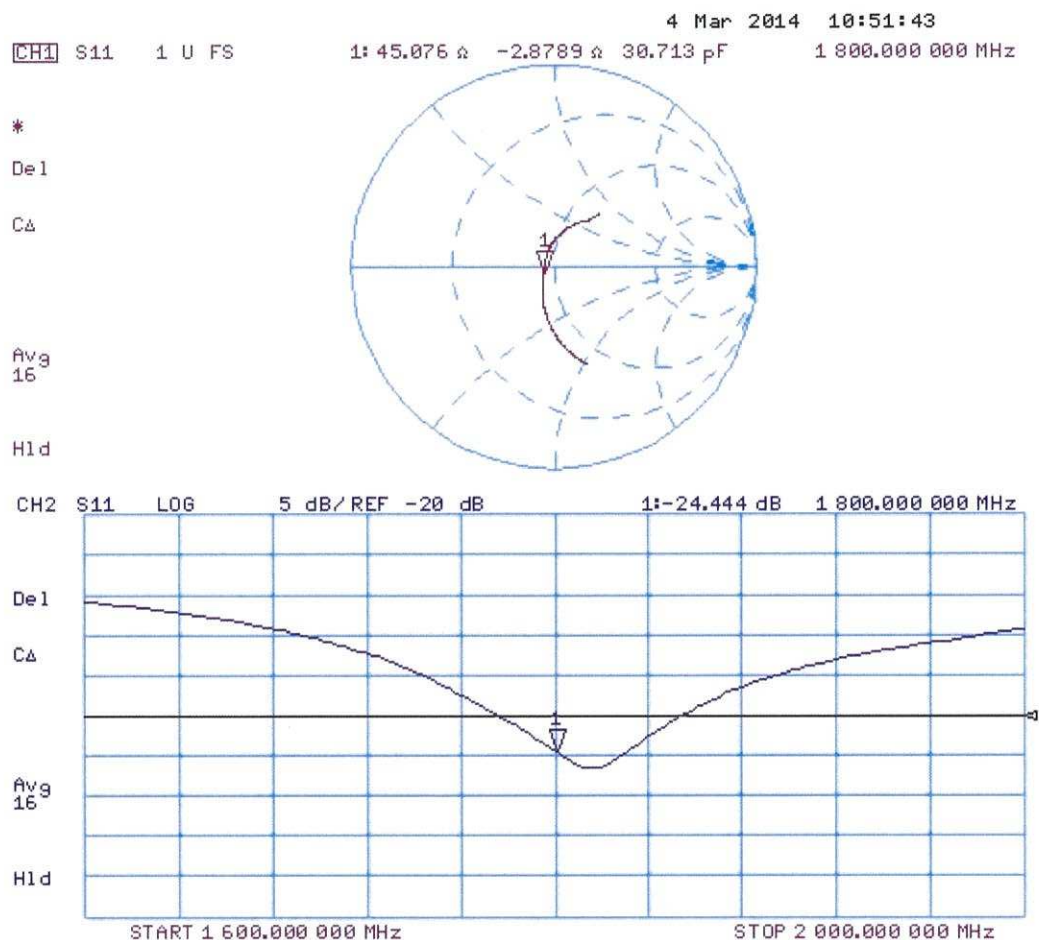 4 Mar 2014 10:51:43
CH1 S11 1 U FS 1: 45.076 Ω -2.8789 Ω 30.713 pF 1 800.000 000 MHz
*
Del
CΔ
1
Avg
16
Hld
CH2 S11 LOG 5 dB/REF -20 dB 1:-24.444 dB 1 800.000 000 MHz
Del
CΔ
1
Avg
16
Hld
START 1 600.000 000 MHz STOP 2 000.000 000 MHz